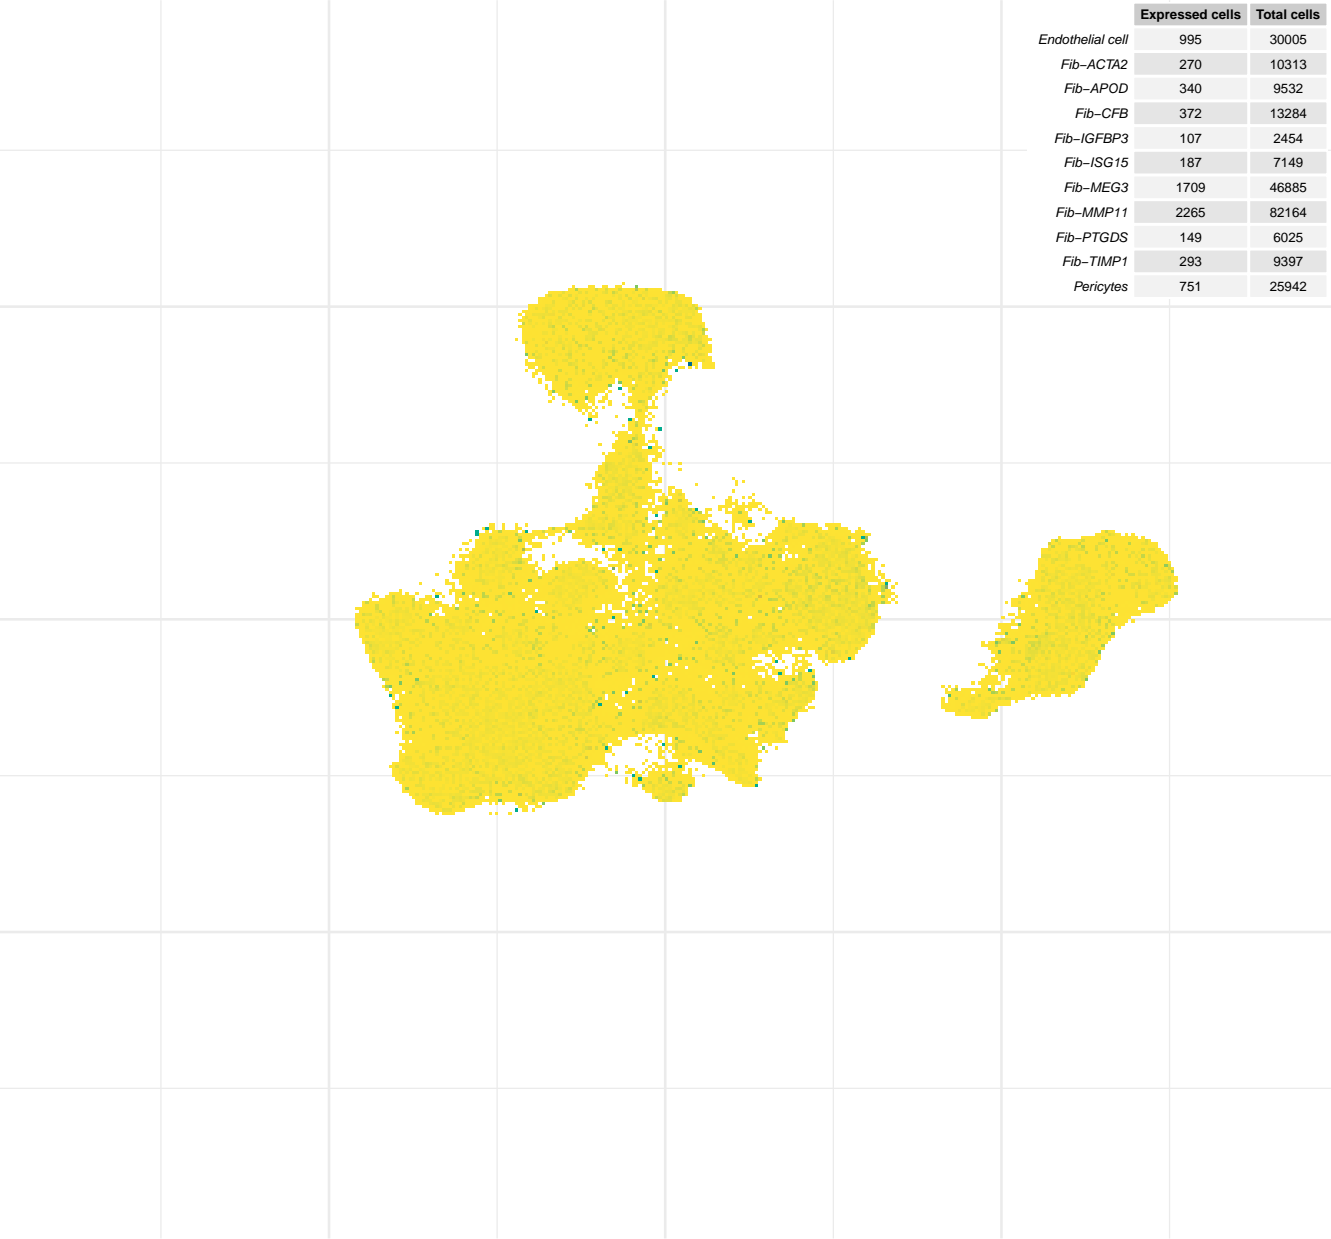 Expressed cells Total cells
Endothelial cell 995 30005
Fib−ACTA2 270 10313
Fib−APOD 340 9532
Fib−CFB 372 13284
Fib−IGFBP3 107 2454
Fib−ISG15 187 7149
Fib−MEG3 1709 46885
Fib−MMP11 2265 82164
Fib−PTGDS 149 6025
Fib−TIMP1 293 9397
Pericytes 751 25942